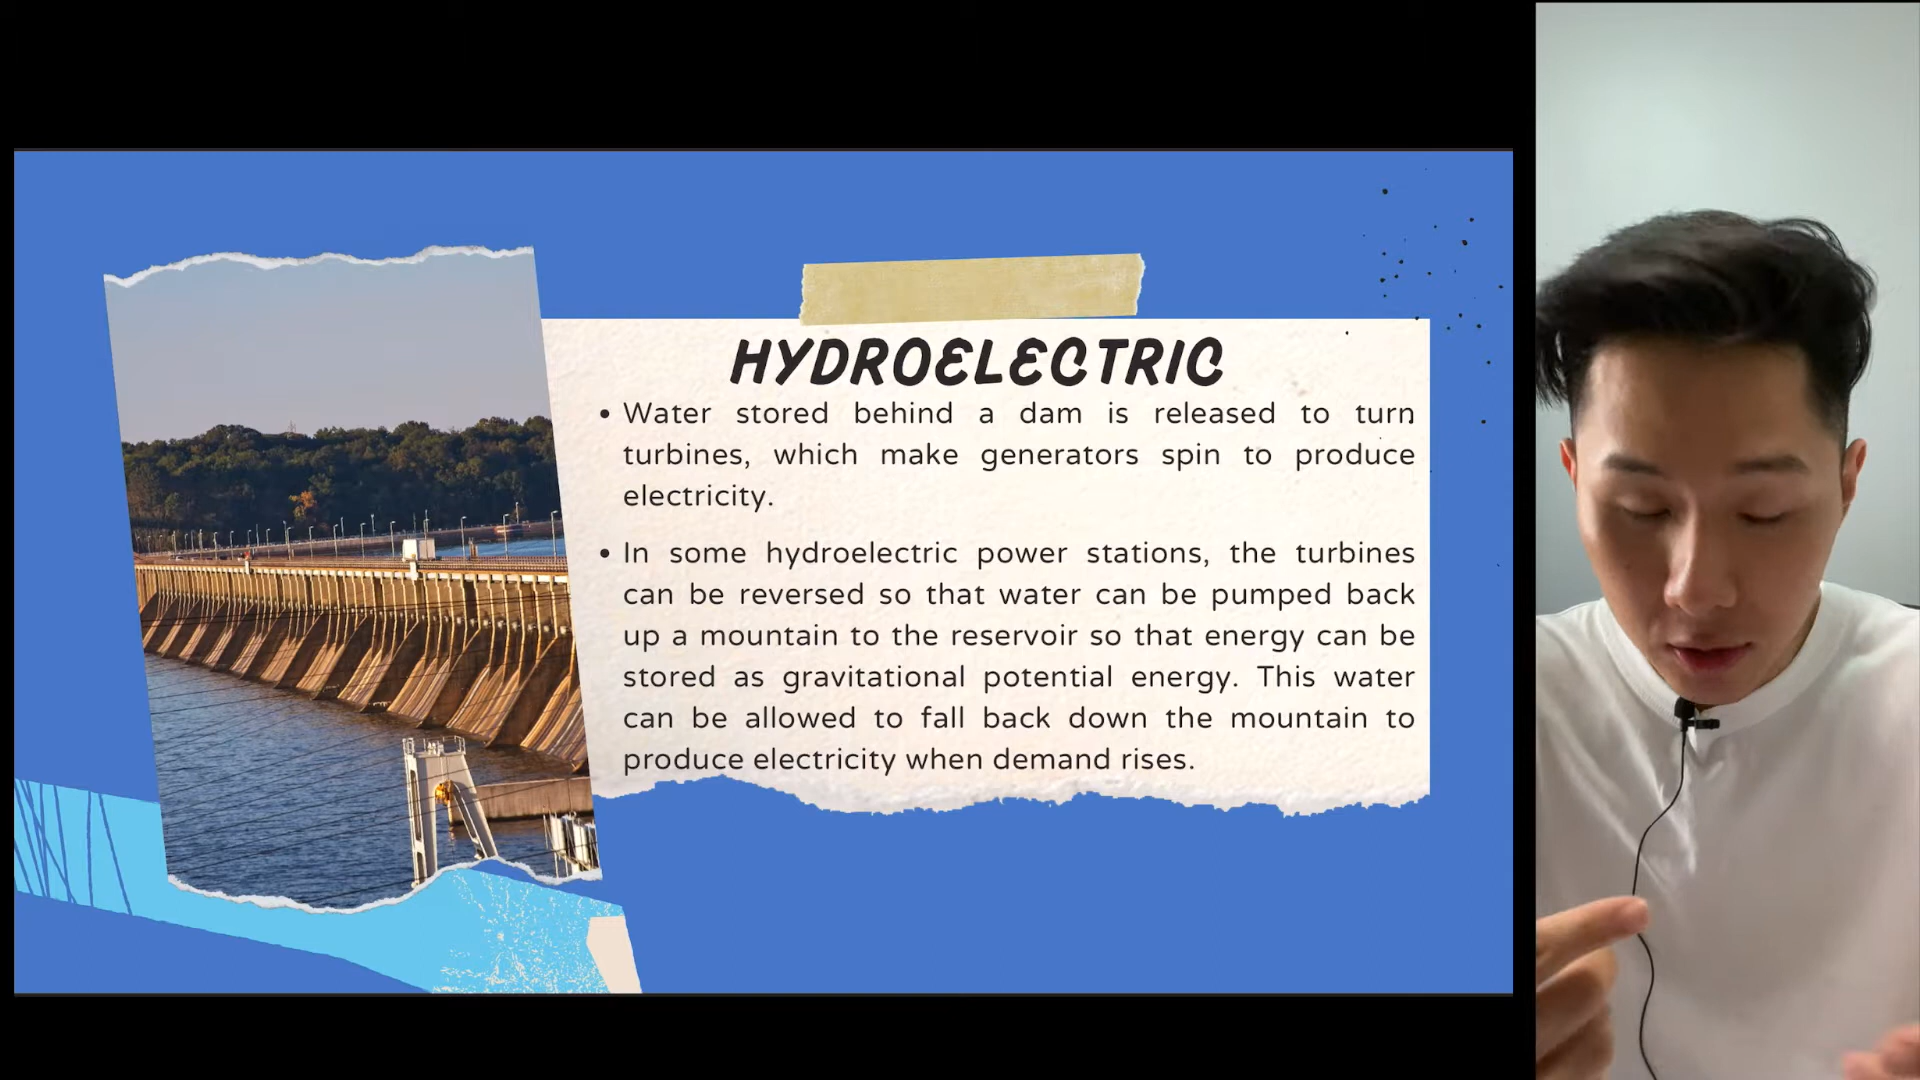 HYDROELECTRIC
• Water stored behind a dam is released to turn
turbines, which make generators spin to produce
electricity.
• In some hydroelectric power stations, the turbines
can be reversed so that water can be pumped back
up a mountain to the reservoir so that energy can be
stored as gravitational potential energy. This water
can be allowed to fall back down the mountain to
produce electricity when demand rises.